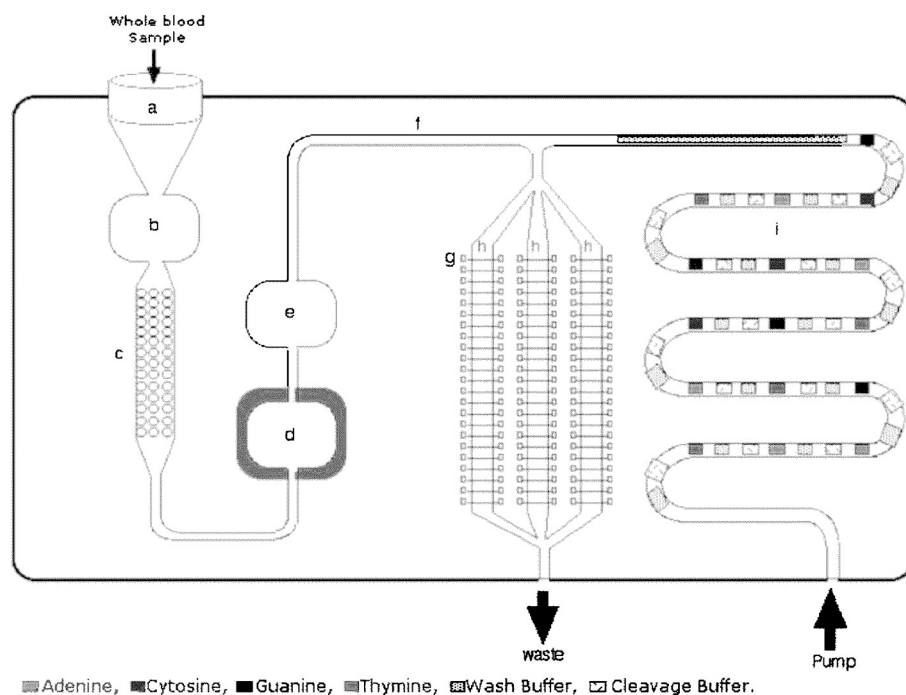 Whole blood
Sample
a
b
c
d
e
f
g
h h h
i
waste
Pump
Adenine, Cytosine, Guanine, Thymine, Wash Buffer, Cleavage Buffer.